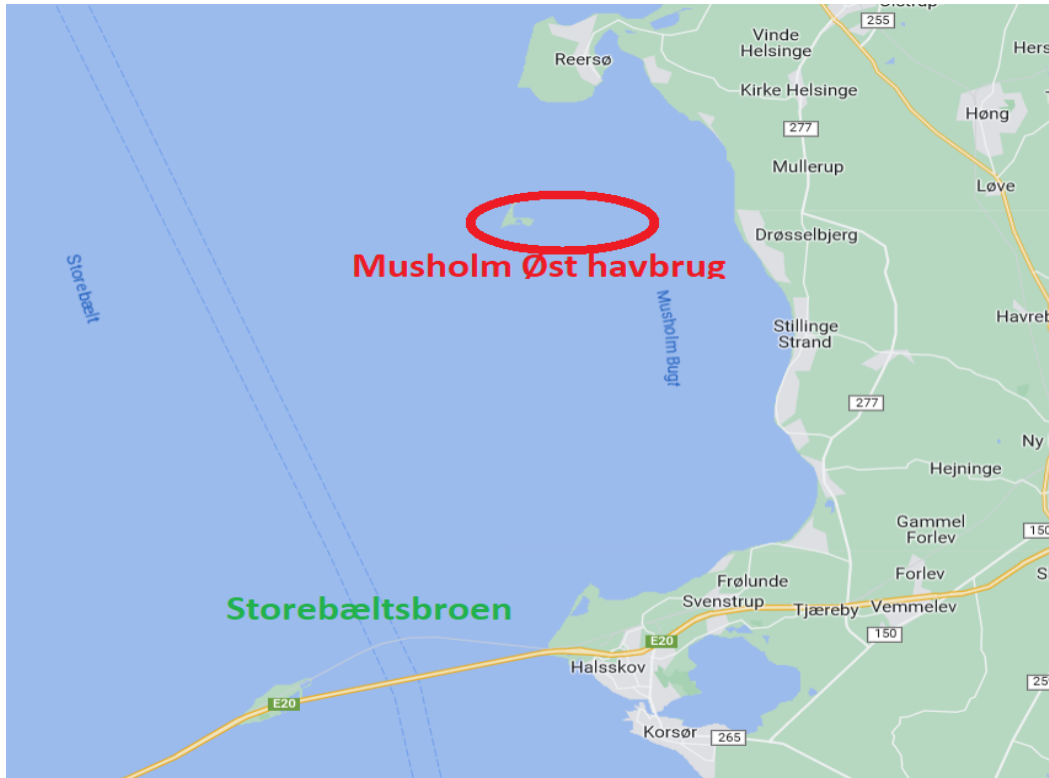 255
Vinde
Helsinge
Reersø
Hers
Kirke Helsinge
Høng
277
Mullerup
Løve
Drøsselbjerg
Musholm Øst havbrug
Storebælt
Musholm Bugt
Havreb
Stillinge
Strand
277
Ny
Hejninge
Gammel
Forlev
150
Frølunde
Forlev
S
Svenstrup
Storebæltsbroen
Tjæreby
Vemmelev
150
E20
Halsskov
25
E20
Korsør
265